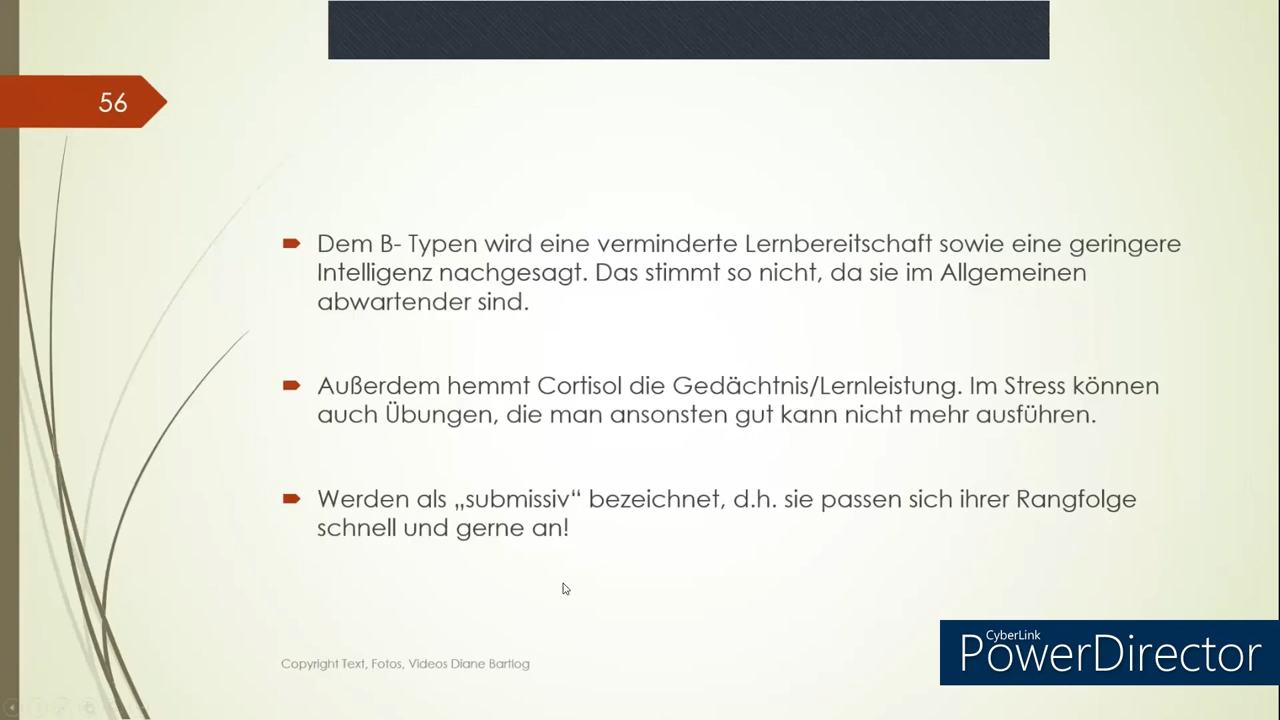 56
Dem B- Typen wird eine verminderte Lernbereitschaft sowie eine geringere
Intelligenz nachgesagt. Das stimmt so nicht, da sie im Allgemeinen
abwartender sind.
Außerdem hemmt Cortisol die Gedächtnis/Lernleistung. Im Stress können
auch Übungen, die man ansonsten gut kann nicht mehr ausführen.
Werden als „submissiv“ bezeichnet, d.h. sie passen sich ihrer Rangfolge
schnell und gerne an!
Copyright Text, Fotos, Videos Diane Bartlog
CyberLink
PowerDirector